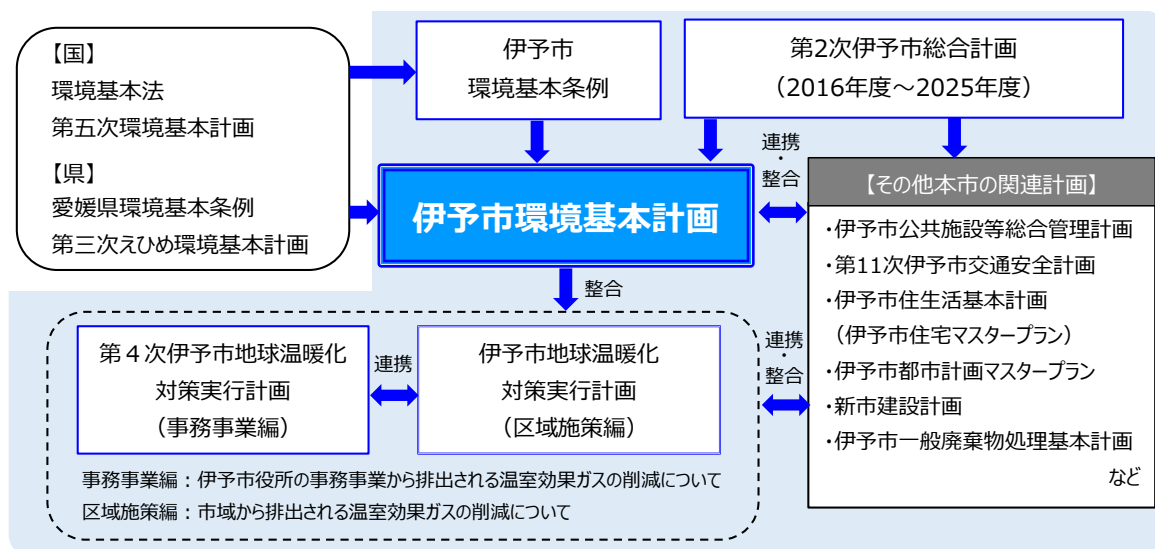 【国】
環境基本法
第五次環境基本計画
【県】
愛媛県環境基本条例
第三次えひめ環境基本計画
伊予市
環境基本条例
第2次伊予市総合計画
（2016年度～2025年度）
連携
・
整合
伊予市環境基本計画
【その他本市の関連計画】
・伊予市公共施設等総合管理計画
・第11次伊予市交通安全計画
・伊予市住生活基本計画
（伊予市住宅マスタープラン）
・伊予市都市計画マスタープラン
・新市建設計画
・伊予市一般廃棄物処理基本計画
など
整合
第４次伊予市地球温暖化
対策実行計画
（事務事業編）
連携
伊予市地球温暖化
対策実行計画
（区域施策編）
連携
・
整合
事務事業編：伊予市役所の事務事業から排出される温室効果ガスの削減について
区域施策編：市域から排出される温室効果ガスの削減について